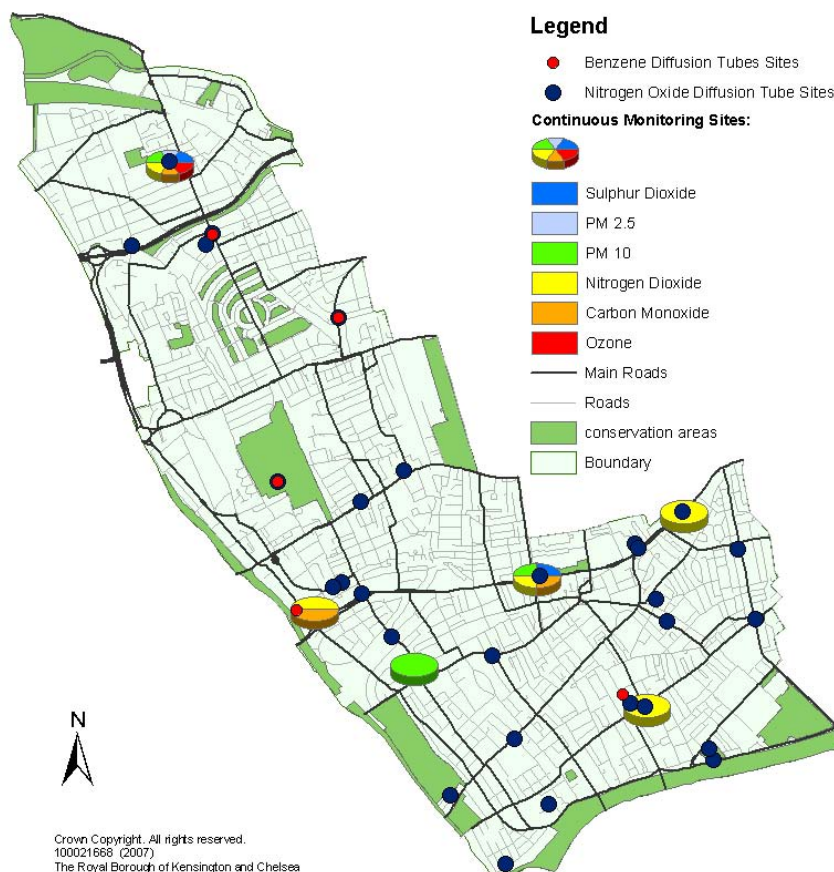 Legend
Benzene Diffusion Tubes Sites
Nitrogen Oxide Diffusion Tube Sites
Continuous Monitoring Sites:
Sulphur Dioxide
PM 2.5
PM 10
Nitrogen Dioxide
Carbon Monoxide
Ozone
Main Roads
Roads
conservation areas
Boundary
N
Crown Copyright. All rights reserved.
100021668 (2007)
The Royal Borough of Kensington and Chelsea